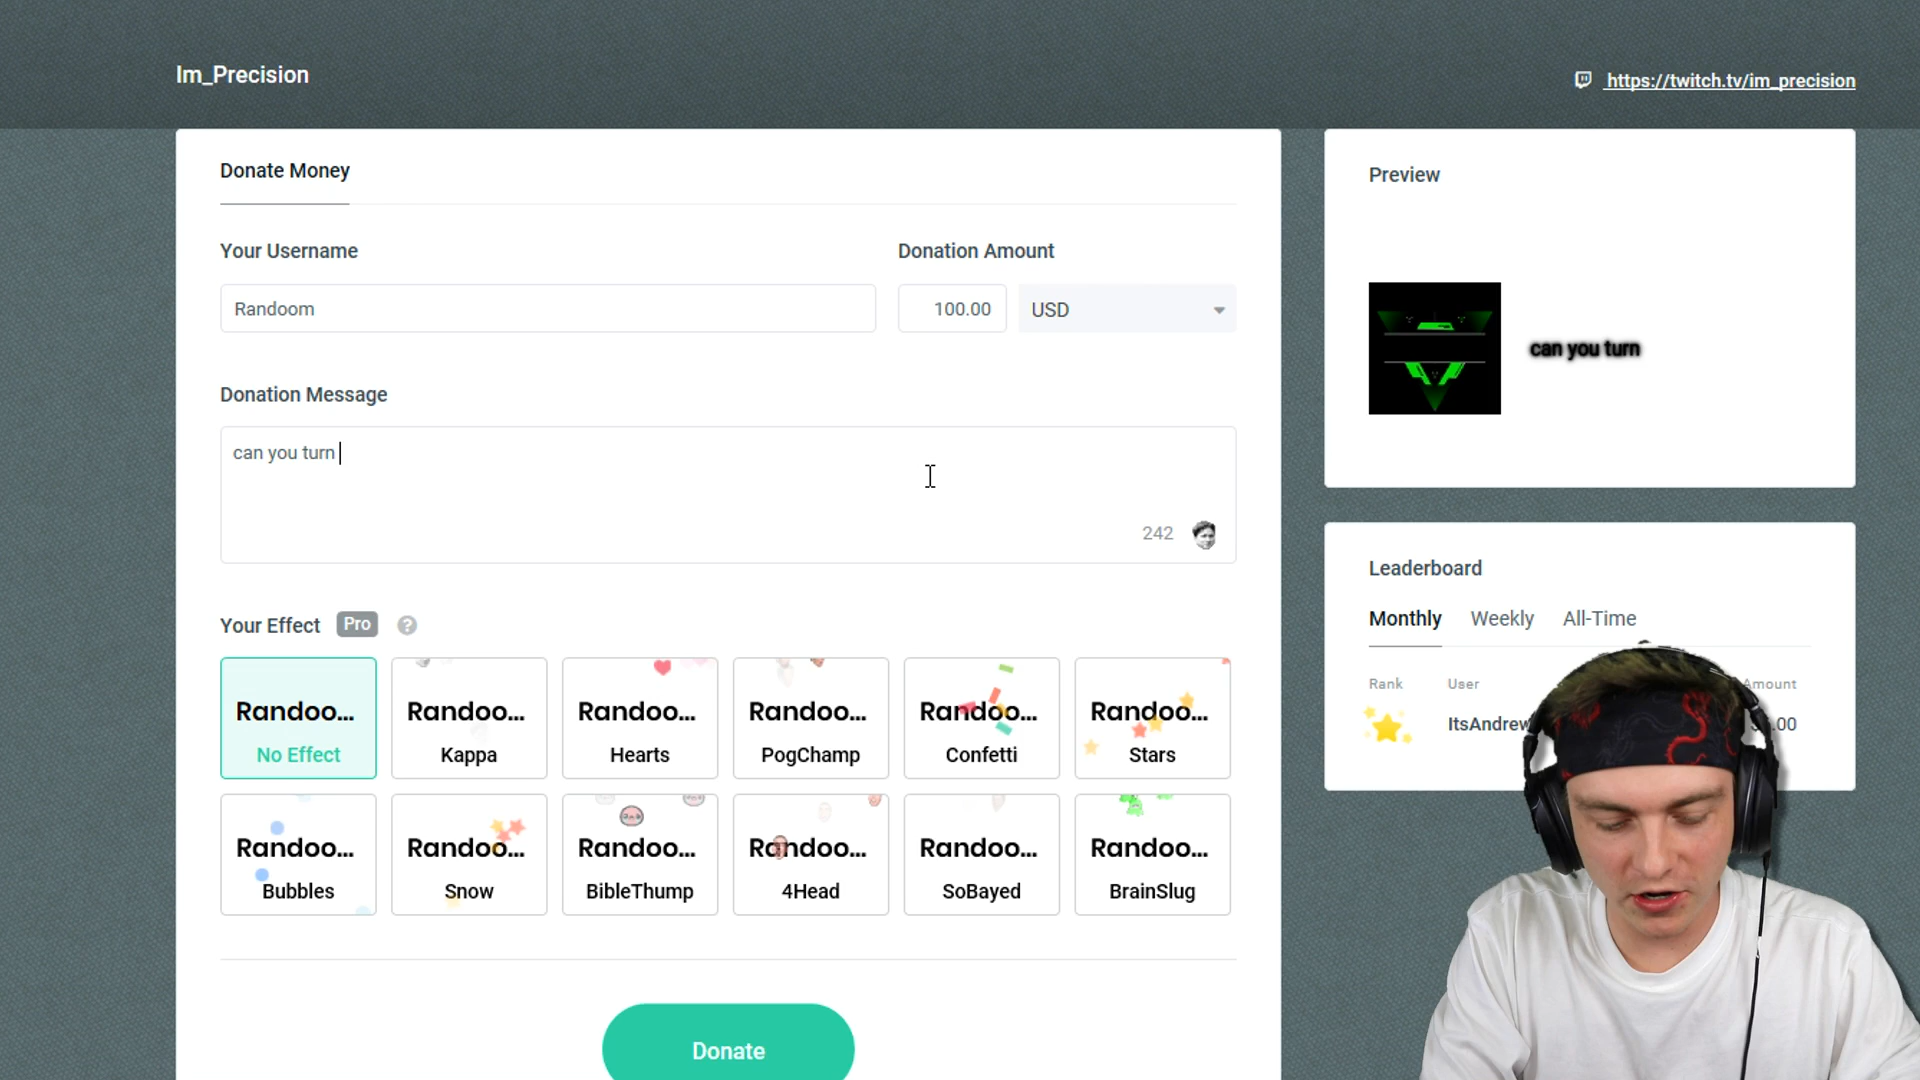 Im_Precision
https://twitch.tv/im_precision
Donate Money
Your Username
Donation Amount
Randoom
100.00
USD
Donation Message
can you turn
242
Your Effect Pro ?
Randoo... Randoo... Randoo... Randoo... Randoo... Randoo...
No Effect Kappa Hearts PogChamp Confetti Stars
Randoo... Randoo... Randoo... Randoo... Randoo... Randoo...
Bubbles Snow BibleThump 4Head SoBayed BrainSlug
Donate
Preview
can you turn
Leaderboard
Monthly Weekly All-Time
Rank User Amount
ItsAndrew .00